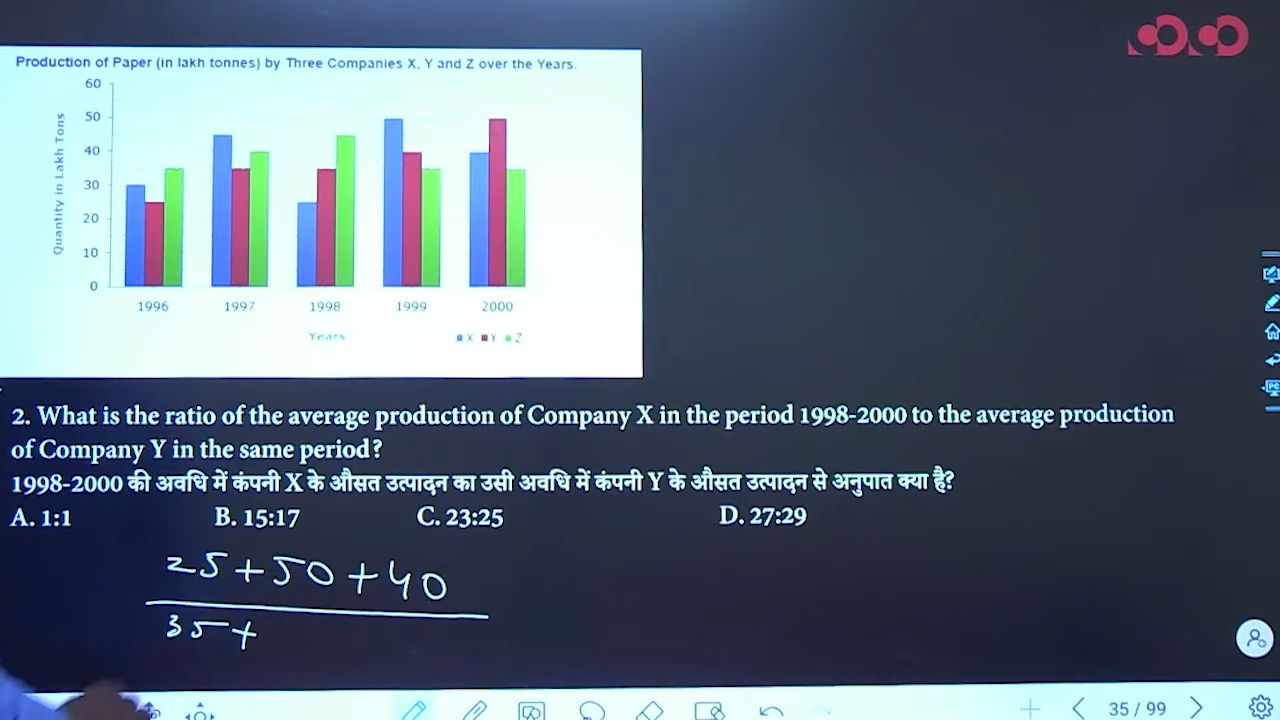 Production of Paper (in lakh tonnes) by Three Companies X, Y and Z over the Years.
60
50
40
30
20
10
0
Quantity in Lakh Tons
1996 1997 1998 1999 2000
Years
X Y Z
2. What is the ratio of the average production of Company X in the period 1998-2000 to the average production
of Company Y in the same period?
1998-2000 की अवधि में कंपनी X के औसत उत्पादन का उसी अवधि में कंपनी Y के औसत उत्पादन से अनुपात क्या है?
A. 1:1 B. 15:17 C. 23:25 D. 27:29
25+50+40
35+
35 / 99